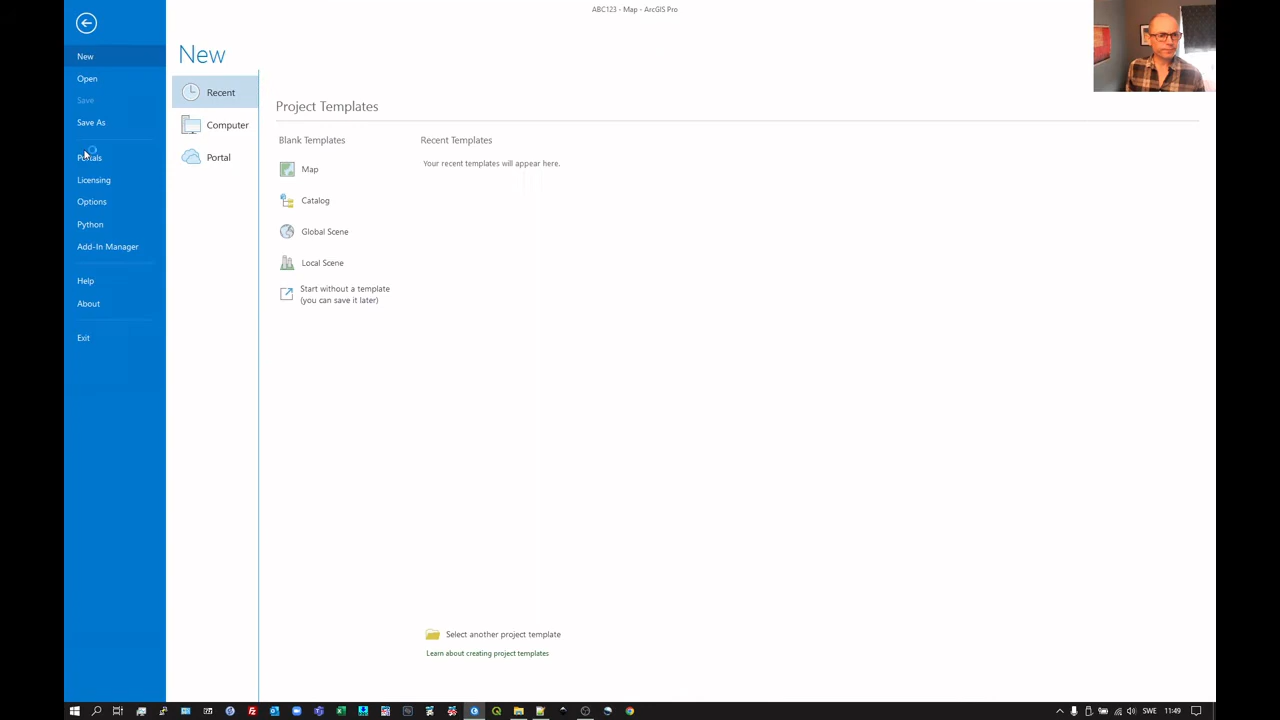 ABC123 - Map - ArcGIS Pro
New
Open
Save
Save As
Portals
Licensing
Options
Python
Add-In Manager
Help
About
Exit
New
Recent
Computer
Portal
Project Templates
Blank Templates
Map
Catalog
Global Scene
Local Scene
Start without a template
(you can save it later)
Recent Templates
Your recent templates will appear here.
Select another project template
Learn about creating project templates
SWE
11:49